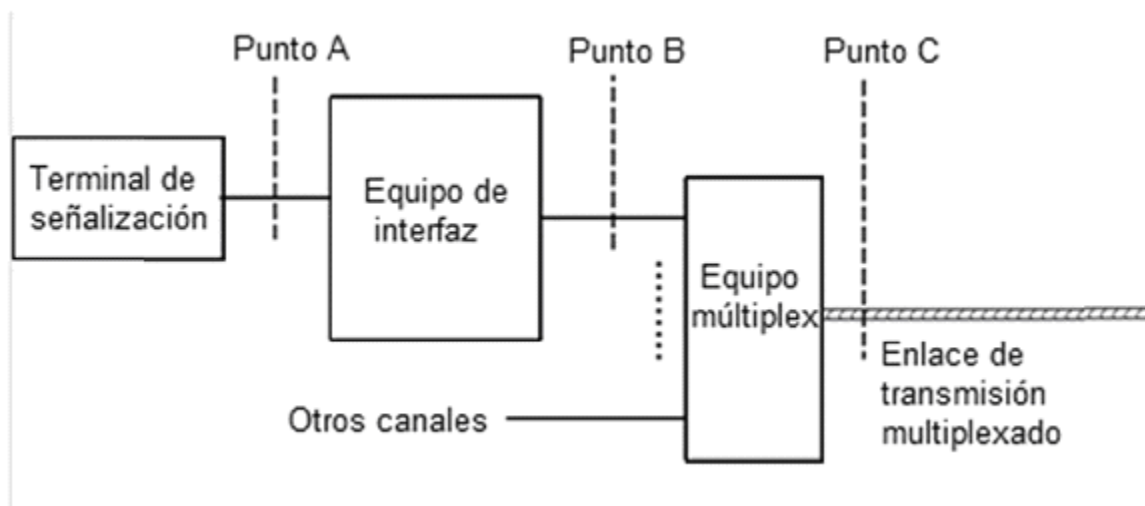 Punto A
Punto B
Punto C
Terminal de
señalización
Equipo de
interfaz
Equipo
múltiplex
Enlace de
transmisión
multiplexado
Otros canales